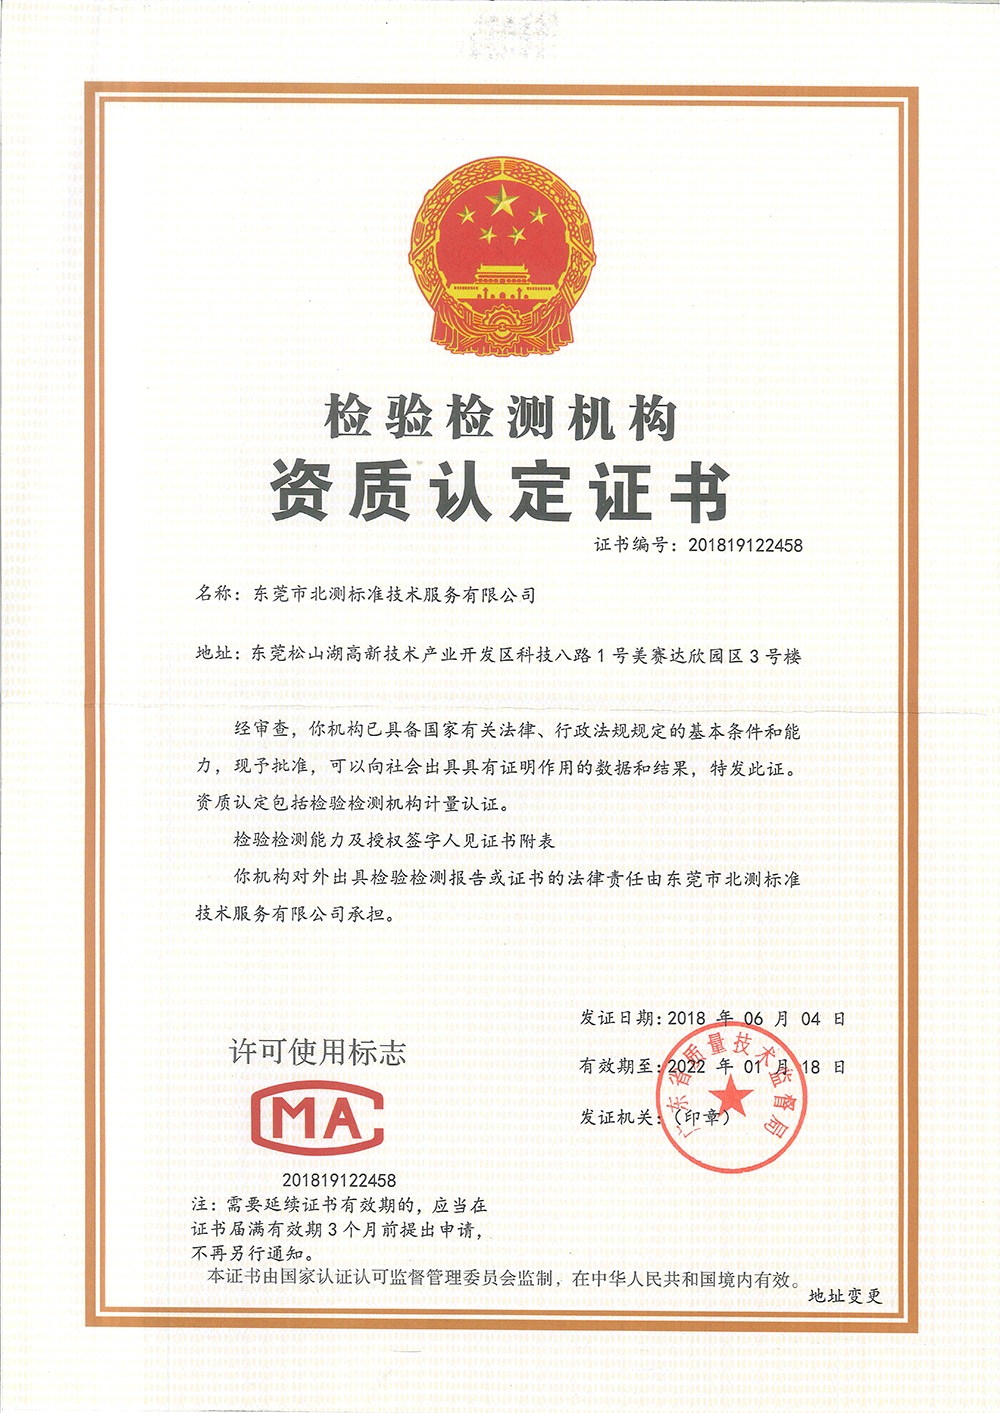 检验检测机构
资质认定证书
证书编号：201819122458
名称：东莞市北测标准技术服务有限公司
地址：东莞松山湖高新技术产业开发区科技八路1号美赛达欣园区3号楼
经审查，你机构已具备国家有关法律、行政法规规定的基本条件和能
力，现予批准，可以向社会出具具有证明作用的数据和结果，特发此证。
资质认定包括检验检测机构计量认证。
检验检测能力及授权签字人见证书附表
你机构对外出具检验检测报告或证书的法律责任由东莞市北测标准
技术服务有限公司承担。
发证日期：2018 年 06 月 04 日
有效期至：2022 年 01 月 18 日
发证机关：（印章）
广东省质量技术监督局
许可使用标志
MA
201819122458
注：需要延续证书有效期的，应当在
证书届满有效期3个月前提出申请，
不再另行通知。
本证书由国家认证认可监督管理委员会监制，在中华人民共和国境内有效。
地址变更